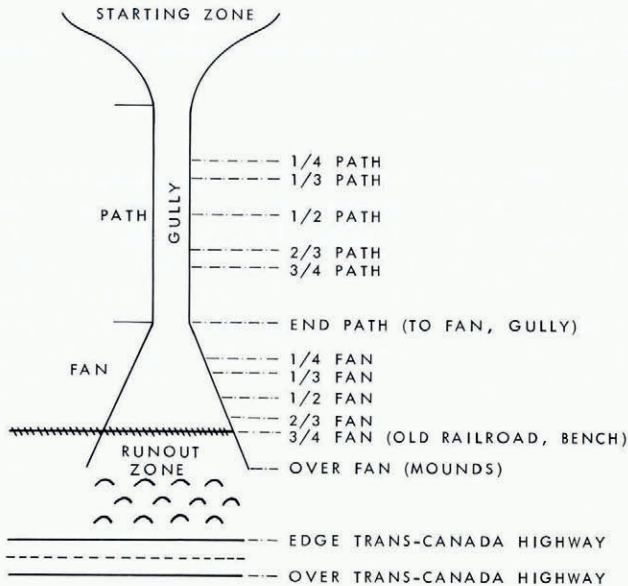 STARTING ZONE
1/4 PATH
1/3 PATH
PATH
GULLY
1/2 PATH
2/3 PATH
3/4 PATH
END PATH (TO FAN, GULLY)
FAN
1/4 FAN
1/3 FAN
1/2 FAN
2/3 FAN
3/4 FAN (OLD RAILROAD, BENCH)
RUNOUT
ZONE
OVER FAN (MOUNDS)
EDGE TRANS-CANADA HIGHWAY
OVER TRANS-CANADA HIGHWAY